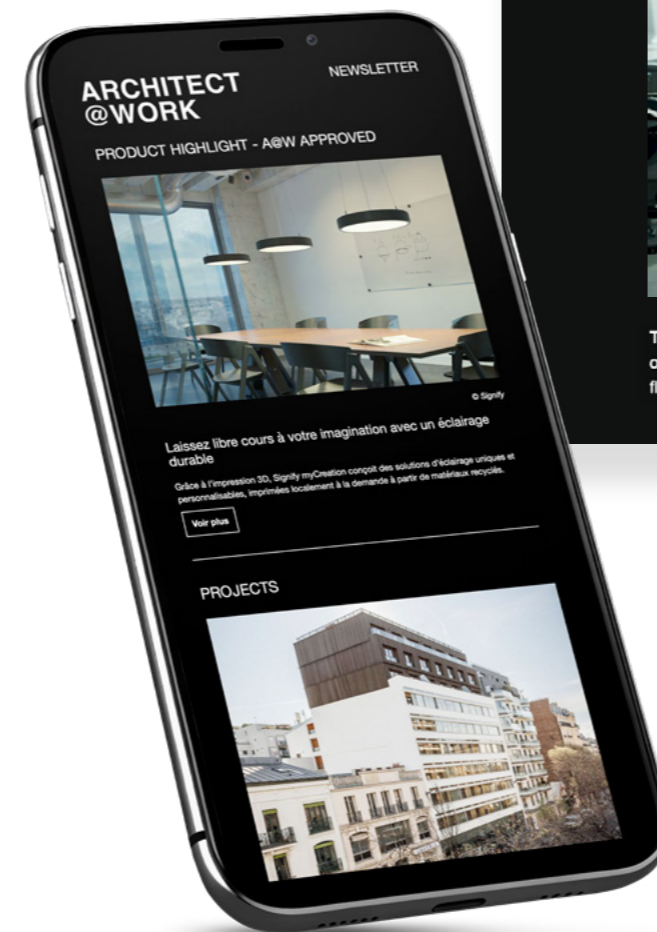 ARCHITECT
@WORK
NEWSLETTER
PRODUCT HIGHLIGHT - A@W APPROVED
© Signify
Laissez libre cours à votre imagination avec un éclairage
durable
Grâce à l'impression 3D, Signify myCreation conçoit des solutions d'éclairage uniques et
personnalisables, imprimées localement à la demande à partir de matériaux recyclés.
Voir plus
PROJECTS